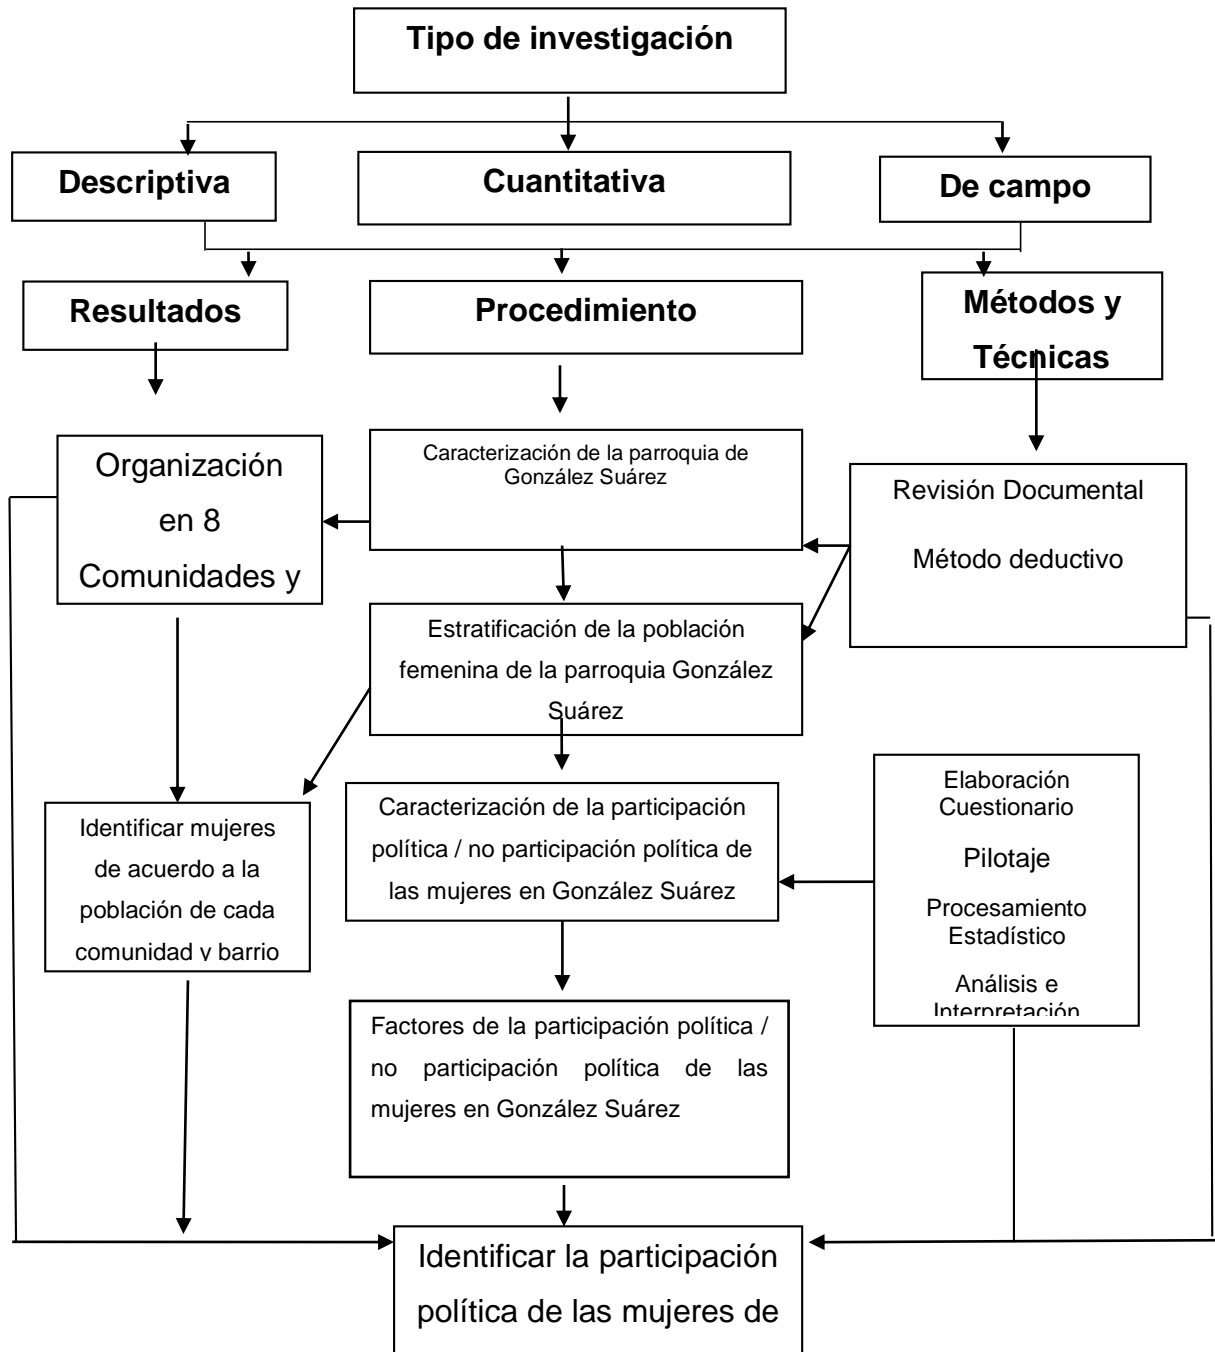 Tipo de investigación
Descriptiva
Cuantitativa
De campo
Resultados
Procedimiento
Métodos y
Técnicas
Organización
en 8
Comunidades y
Caracterización de la parroquia de
González Suárez
Revisión Documental
Método deductivo
Estratificación de la población
femenina de la parroquia González
Suárez
Identificar mujeres
de acuerdo a la
población de cada
comunidad y barrio
Caracterización de la participación
política / no participación política de
las mujeres en González Suárez
Elaboración
Cuestionario
Pilotaje
Procesamiento
Estadístico
Análisis e
Interpretación
Factores de la participación política /
no participación política de las
mujeres en González Suárez
Identificar la participación
política de las mujeres de